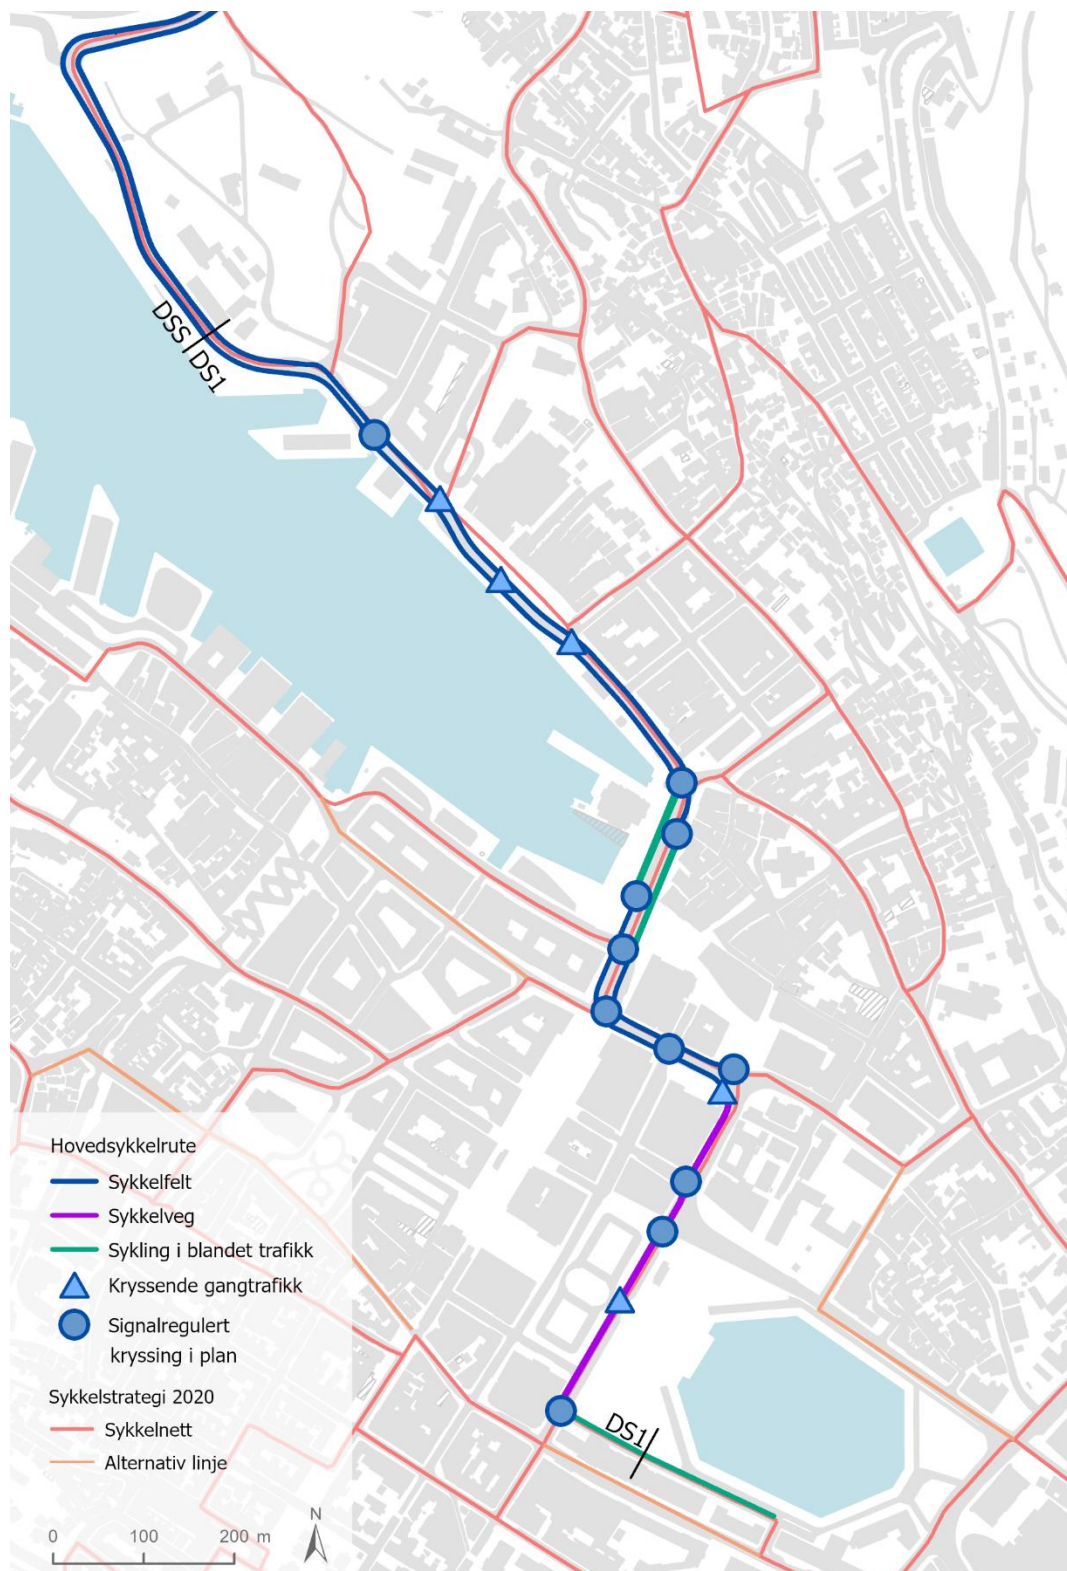 DSS/DS1
Hovedsykkelrute
Sykkelfelt
Sykkelveg
Sykling i blandet trafikk
Kryssende gangtrafikk
Signalregulert
kryssing i plan
Sykkelstrategi 2020
Sykkelnett
Alternativ linje
0 100 200 m
N
DS1